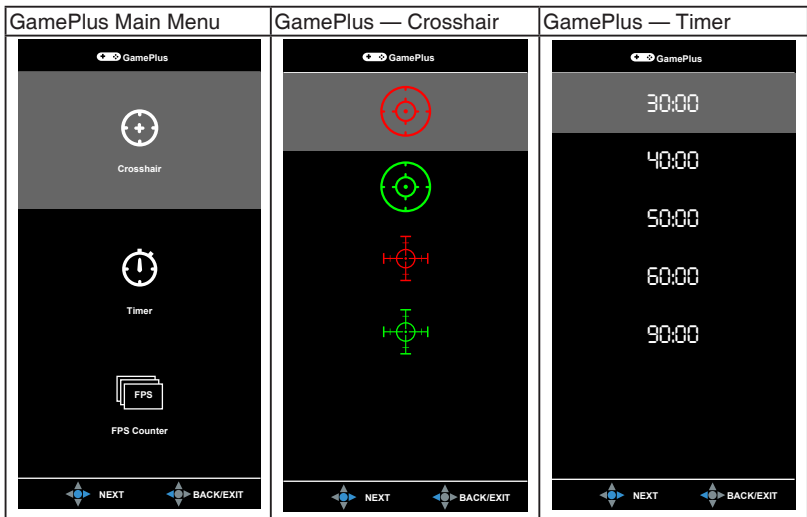 GamePlus Main Menu
GamePlus
Crosshair
Timer
FPS
FPS Counter
NEXT BACK/EXIT
GamePlus — Crosshair
GamePlus
NEXT BACK/EXIT
GamePlus — Timer
GamePlus
30:00
40:00
50:00
60:00
90:00
NEXT BACK/EXIT